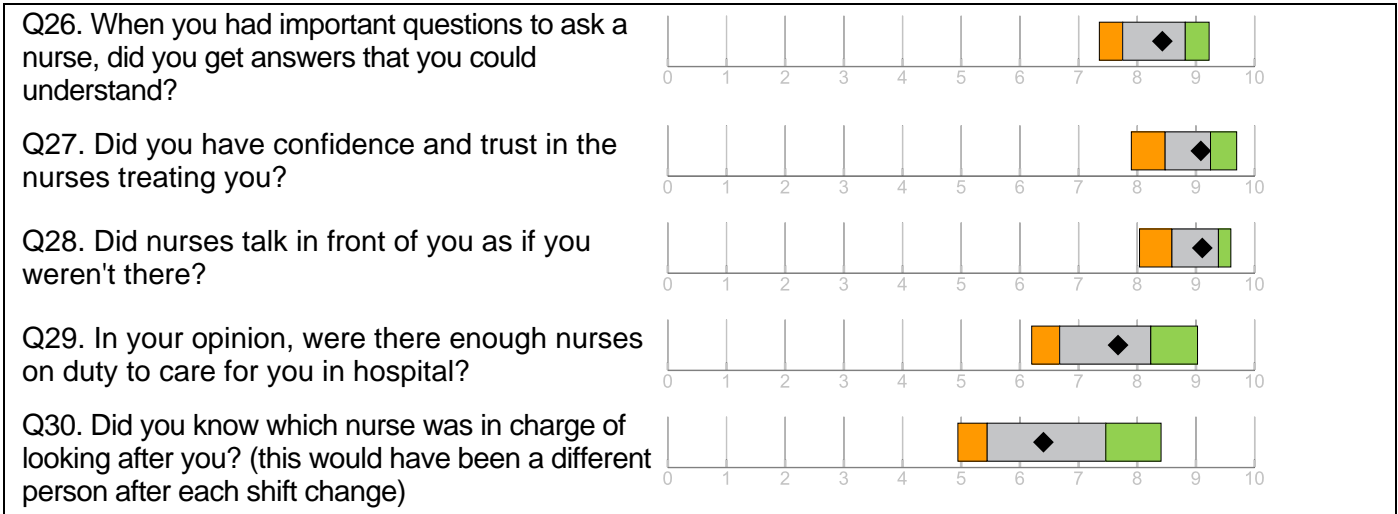 Q26. When you had important questions to ask a
nurse, did you get answers that you could
understand?
0 1 2 3 4 5 6 7 8 9 10
Q27. Did you have confidence and trust in the
nurses treating you?
0 1 2 3 4 5 6 7 8 9 10
Q28. Did nurses talk in front of you as if you
weren't there?
0 1 2 3 4 5 6 7 8 9 10
Q29. In your opinion, were there enough nurses
on duty to care for you in hospital?
0 1 2 3 4 5 6 7 8 9 10
Q30. Did you know which nurse was in charge of
looking after you? (this would have been a different
person after each shift change)
0 1 2 3 4 5 6 7 8 9 10